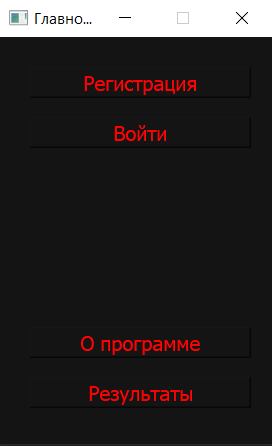 Главно...
Регистрация
Войти
О программе
Результаты